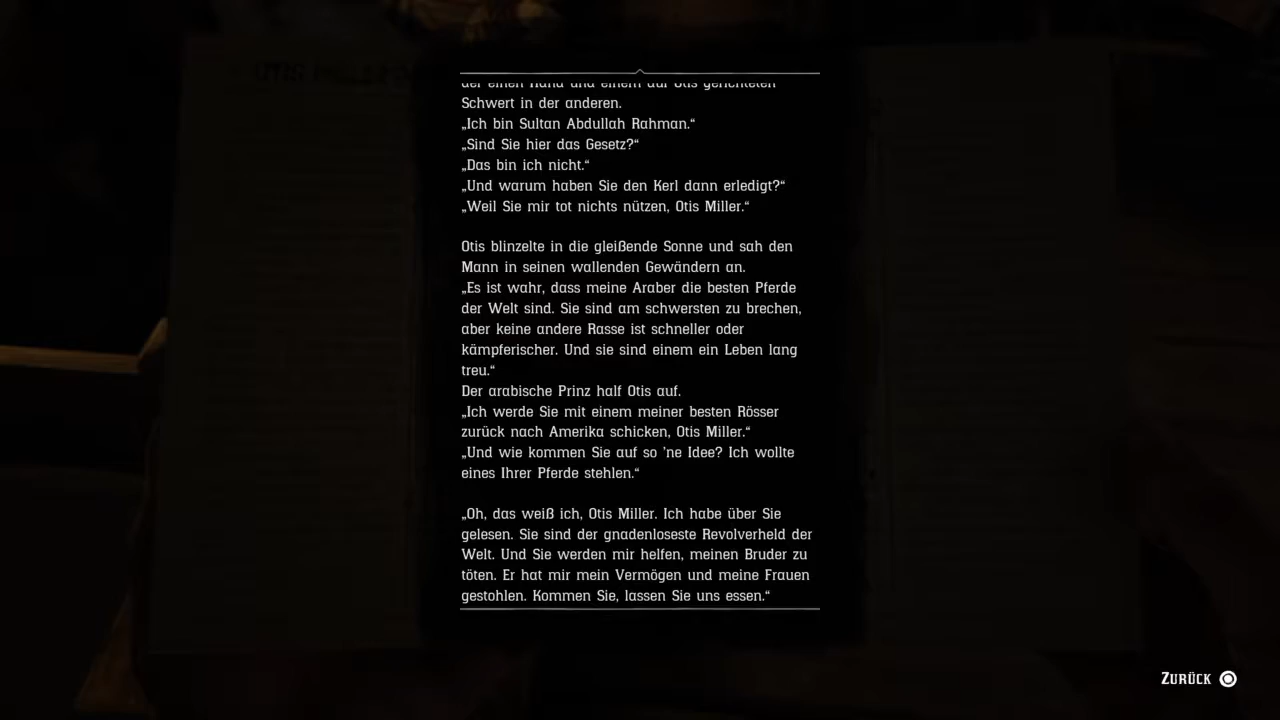 der einen Hand und einem auf Otis gerichteten
Schwert in der anderen.
„Ich bin Sultan Abdullah Rahman.“
„Sind Sie hier das Gesetz?“
„Das bin ich nicht.“
„Und warum haben Sie den Kerl dann erledigt?“
„Weil Sie mir tot nichts nützen, Otis Miller.“
Otis blinzelte in die gleißende Sonne und sah den
Mann in seinen wallenden Gewändern an.
„Es ist wahr, dass meine Araber die besten Pferde
der Welt sind. Sie sind am schwersten zu brechen,
aber keine andere Rasse ist schneller oder
kämpferischer. Und sie sind einem ein Leben lang
treu.“
Der arabische Prinz half Otis auf.
„Ich werde Sie mit einem meiner besten Rösser
zurück nach Amerika schicken, Otis Miller.“
„Und wie kommen Sie auf so ’ne Idee? Ich wollte
eines Ihrer Pferde stehlen.“
„Oh, das weiß ich, Otis Miller. Ich habe über Sie
gelesen. Sie sind der gnadenloseste Revolverheld der
Welt. Und Sie werden mir helfen, meinen Bruder zu
töten. Er hat mir mein Vermögen und meine Frauen
gestohlen. Kommen Sie, lassen Sie uns essen.“
Zurück